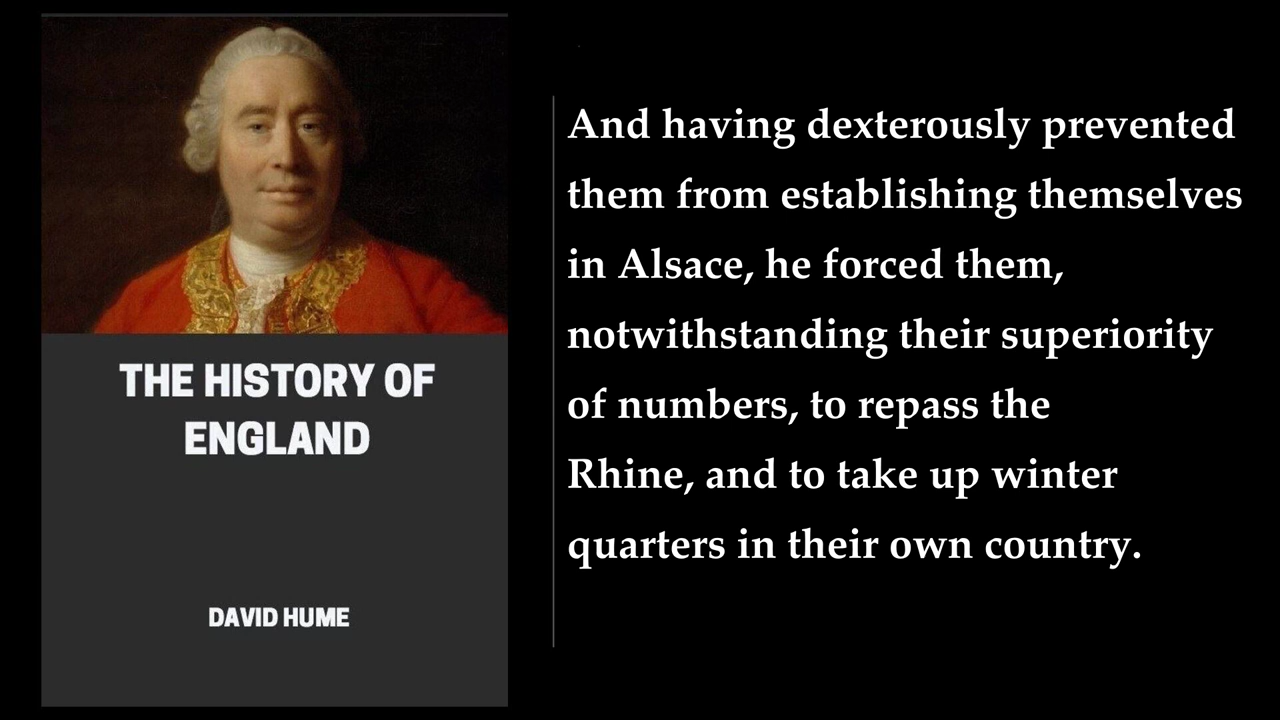 THE HISTORY OF
ENGLAND
DAVID HUME
And having dexterously prevented
them from establishing themselves
in Alsace, he forced them,
notwithstanding their superiority
of numbers, to repass the
Rhine, and to take up winter
quarters in their own country.